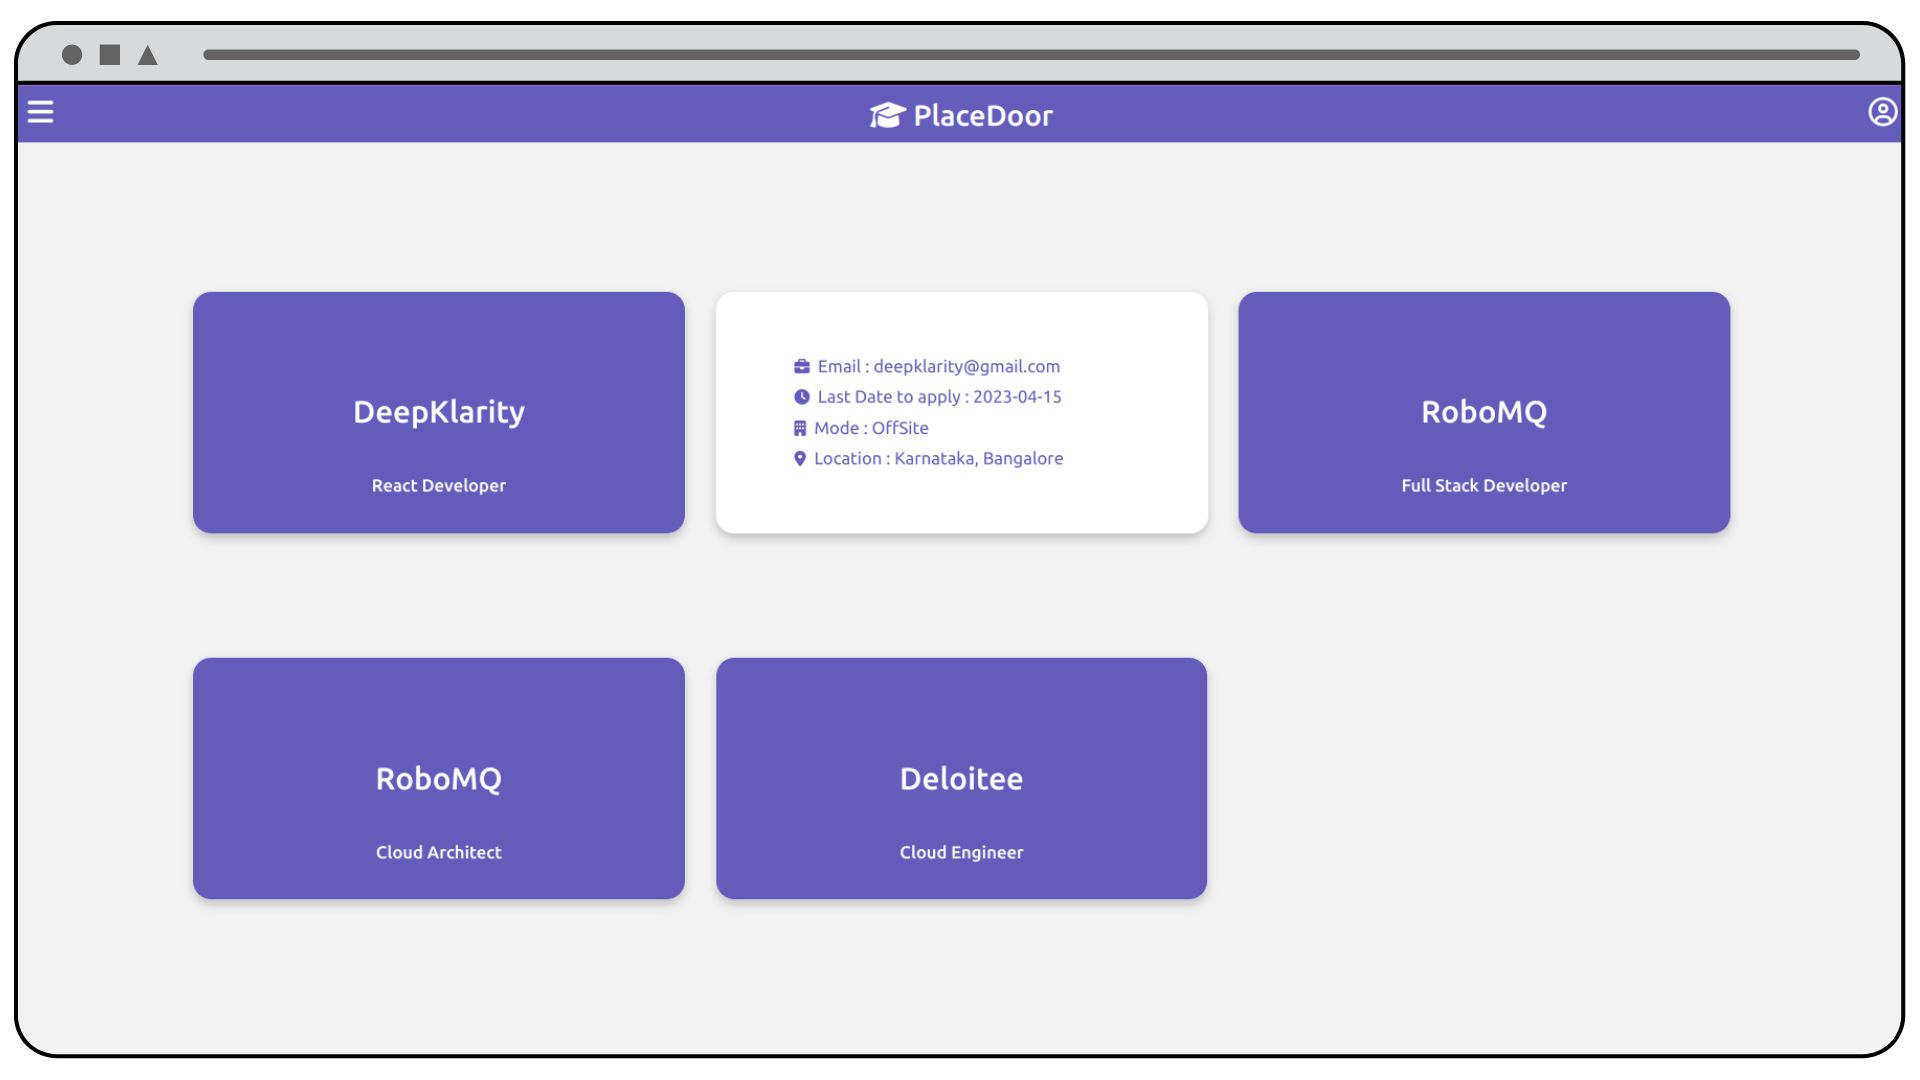 PlaceDoor
DeepKlarity
React Developer
Email : deepklarity@gmail.com
Last Date to apply : 2023-04-15
Mode : OffSite
Location : Karnataka, Bangalore
RoboMQ
Full Stack Developer
RoboMQ
Cloud Architect
Deloitee
Cloud Engineer